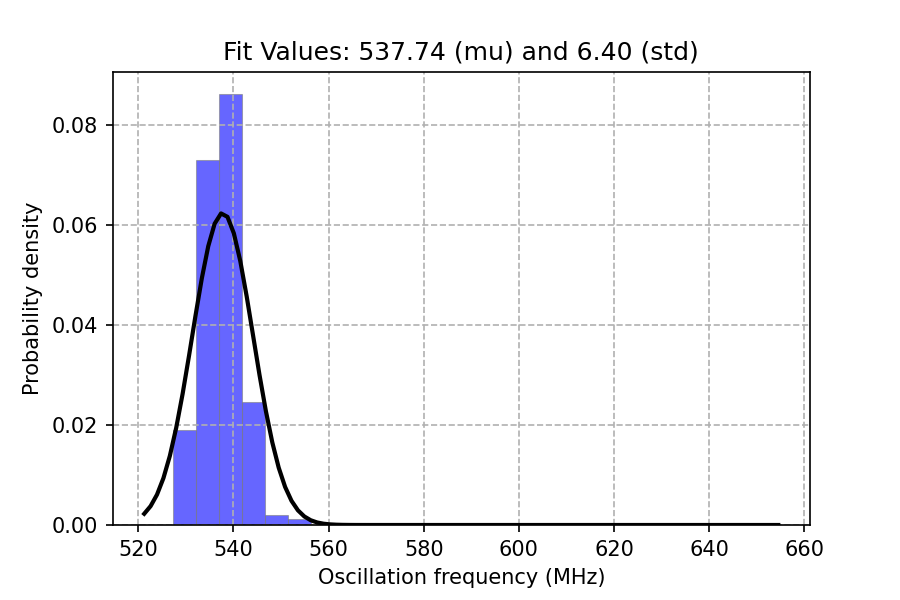 Fit Values: 537.74 (mu) and 6.40 (std)
Probability density
0.08
0.06
0.04
0.02
0.00
520 540 560 580 600 620 640 660
Oscillation frequency (MHz)